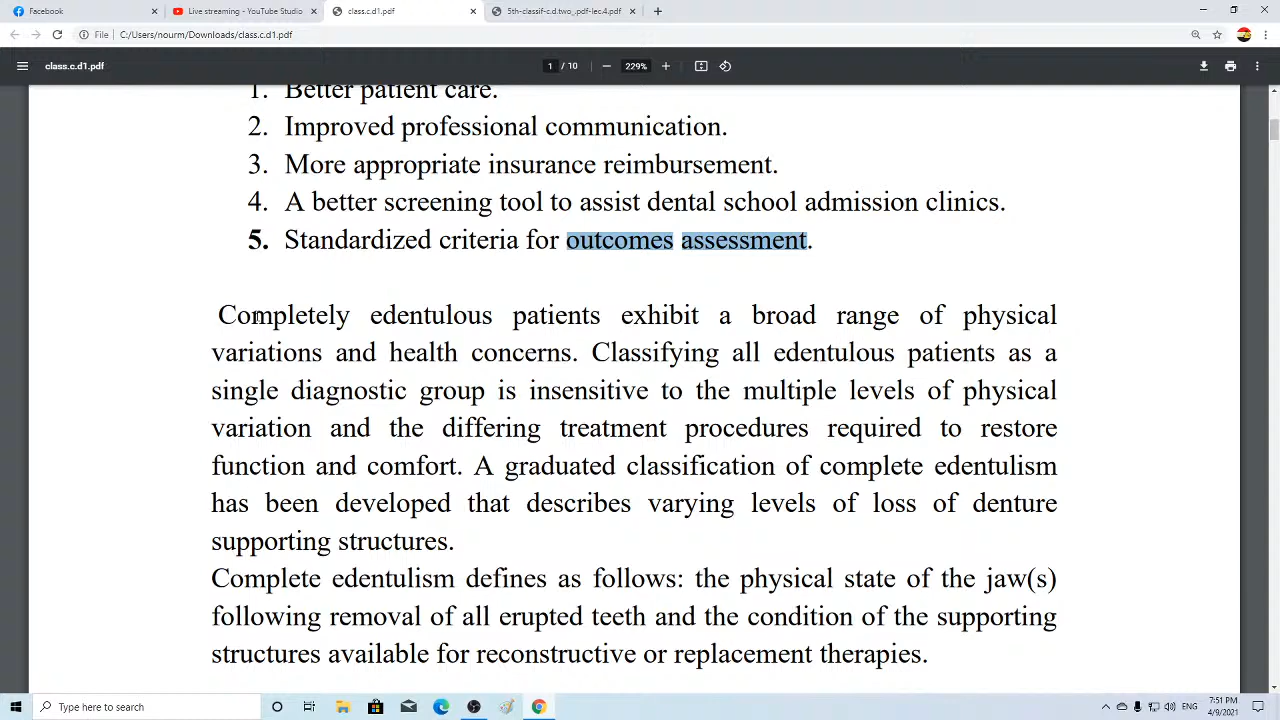 Facebook
Live streaming - YouTube Studio
class.c.d1.pdf
5th-classif-c.d.two_.pdf-lec.4.pdf
File C:/Users/nourm/Downloads/class.c.d1.pdf
class.c.d1.pdf
1 / 10
229%
1. Better patient care.
2. Improved professional communication.
3. More appropriate insurance reimbursement.
4. A better screening tool to assist dental school admission clinics.
5. Standardized criteria for outcomes assessment.
Completely edentulous patients exhibit a broad range of physical
variations and health concerns. Classifying all edentulous patients as a
single diagnostic group is insensitive to the multiple levels of physical
variation and the differing treatment procedures required to restore
function and comfort. A graduated classification of complete edentulism
has been developed that describes varying levels of loss of denture
supporting structures.
Complete edentulism defines as follows: the physical state of the jaw(s)
following removal of all erupted teeth and the condition of the supporting
structures available for reconstructive or replacement therapies.
Type here to search
ENG
7:51 PM
4/9/2021